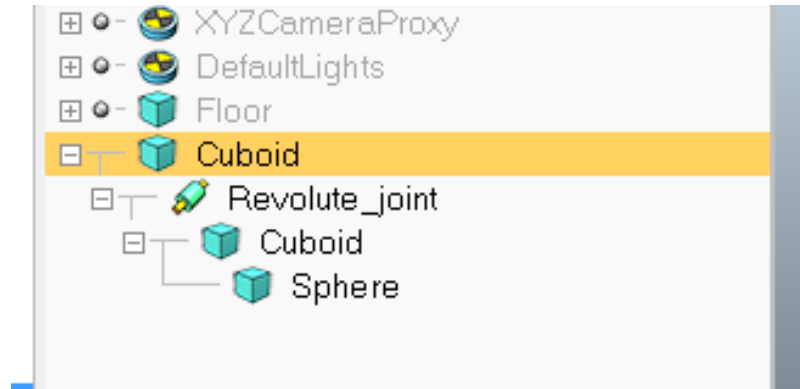 XYZCameraProxy
DefaultLights
Floor
Cuboid
Revolute_joint
Cuboid
Sphere